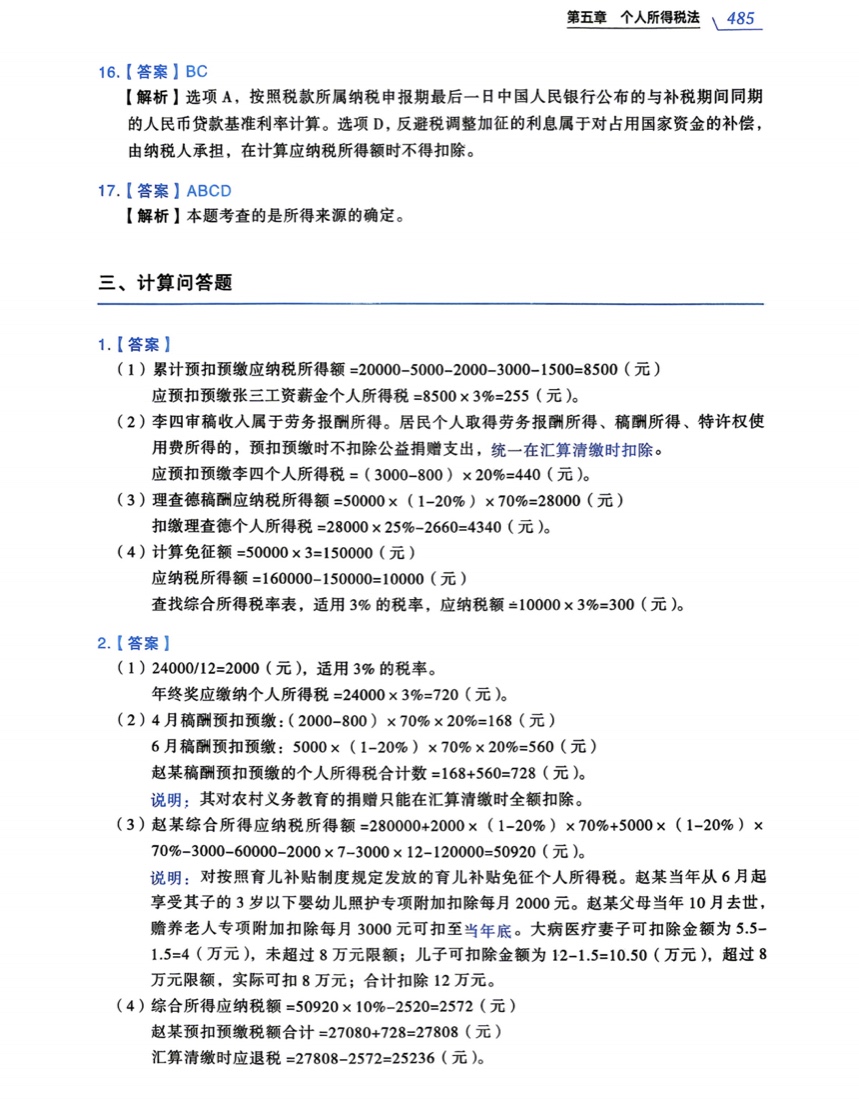 第五章 个人所得税法 485
16.【答案】BC
【解析】选项 A，按照税款所属纳税申报期最后一日中国人民银行公布的与补税期间同期
的人民币贷款基准利率计算。选项 D，反避税调整加征的利息属于对占用国家资金的补偿，
由纳税人承担，在计算应纳税所得额时不得扣除。
17.【答案】ABCD
【解析】本题考查的是所得来源的确定。
三、计算问答题
1.【答案】
（1）累计预扣预缴应纳税所得额 =20000-5000-2000-3000-1500=8500（元）
应预扣预缴张三工资薪金个人所得税 =8500×3%=255（元）。
（2）李四审稿收入属于劳务报酬所得。居民个人取得劳务报酬所得、稿酬所得、特许权使
用费所得的，预扣预缴时不扣除公益捐赠支出，统一在汇算清缴时扣除。
应预扣预缴李四个人所得税 =（3000-800）×20%=440（元）。
（3）理查德稿酬应纳税所得额 =50000×（1-20%）×70%=28000（元）
扣缴理查德个人所得税 =28000×25%-2660=4340（元）。
（4）计算免征额 =50000×3=150000（元）
应纳税所得额 =160000-150000=10000（元）
查找综合所得税率表，适用 3% 的税率，应纳税额 =10000×3%=300（元）。
2.【答案】
（1）24000/12=2000（元），适用 3% 的税率。
年终奖应缴纳个人所得税 =24000×3%=720（元）。
（2）4 月稿酬预扣预缴：（2000-800）×70%×20%=168（元）
6 月稿酬预扣预缴：5000×（1-20%）×70%×20%=560（元）
赵某稿酬预扣预缴的个人所得税合计数 =168+560=728（元）。
说明：其对农村义务教育的捐赠只能在汇算清缴时全额扣除。
（3）赵某综合所得应纳税所得额 =280000+2000×（1-20%）×70%+5000×（1-20%）×
70%-3000-60000-2000×7-3000×12-120000=50920（元）。
说明：对按照育儿补贴制度规定发放的育儿补贴免征个人所得税。赵某当年从 6 月起
享受其子的 3 岁以下婴幼儿照护专项附加扣除每月 2000 元。赵某父母当年 10 月去世，
赡养老人专项附加扣除每月 3000 元可扣至当年底。大病医疗妻子可扣除金额为 5.5-
1.5=4（万元），未超过 8 万元限额；儿子可扣除金额为 12-1.5=10.50（万元），超过 8
万元限额，实际可扣 8 万元；合计扣除 12 万元。
（4）综合所得应纳税额 =50920×10%-2520=2572（元）
赵某预扣预缴税额合计 =27080+728=27808（元）
汇算清缴时应退税 =27808-2572=25236（元）。